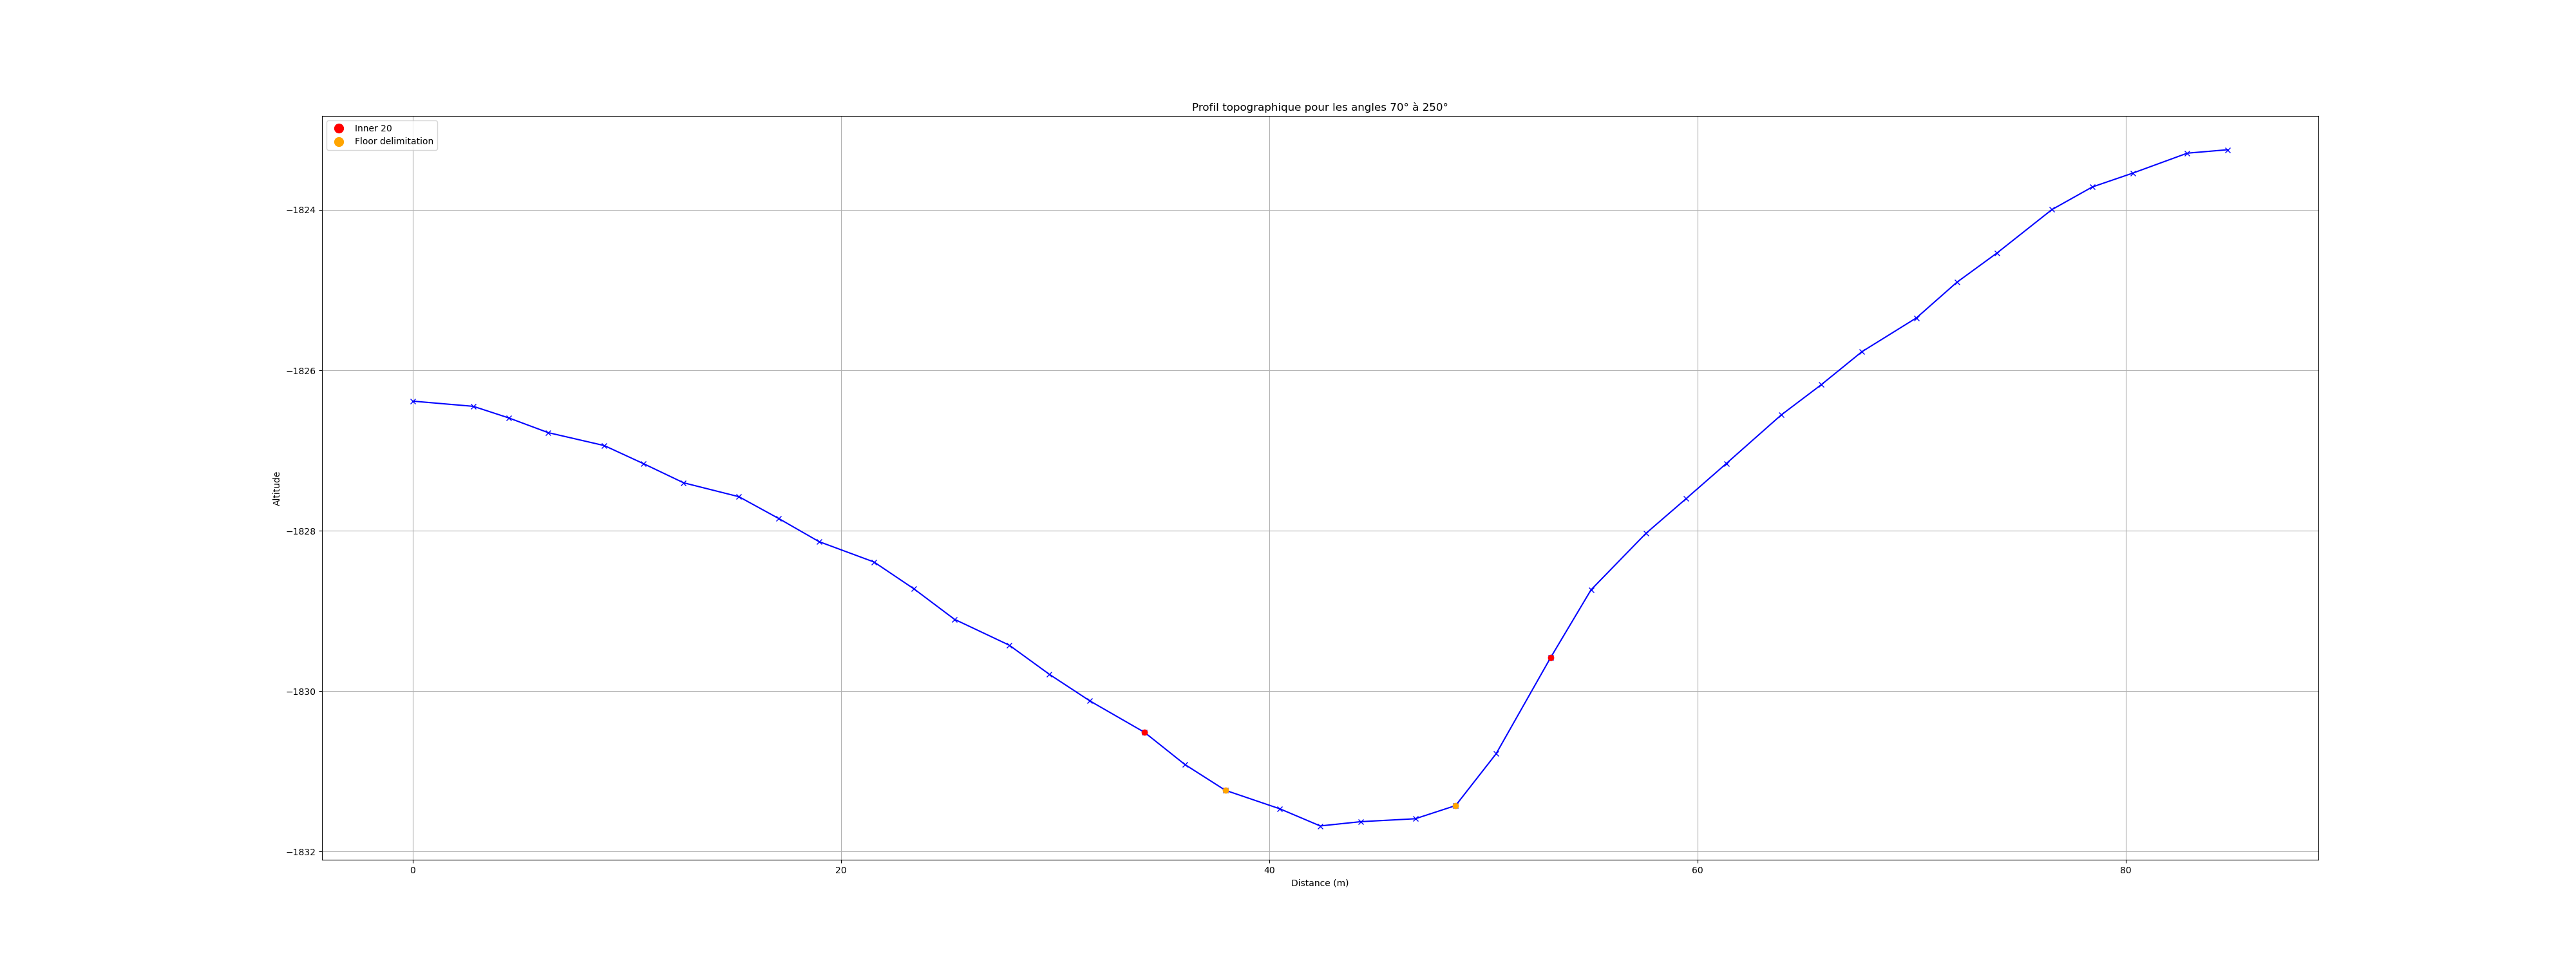 Profil topographique pour les angles 70° à 250°
Inner 20
Floor delimitation
−1824
−1826
−1828
−1830
−1832
Altitude
0 20 40 60 80
Distance (m)